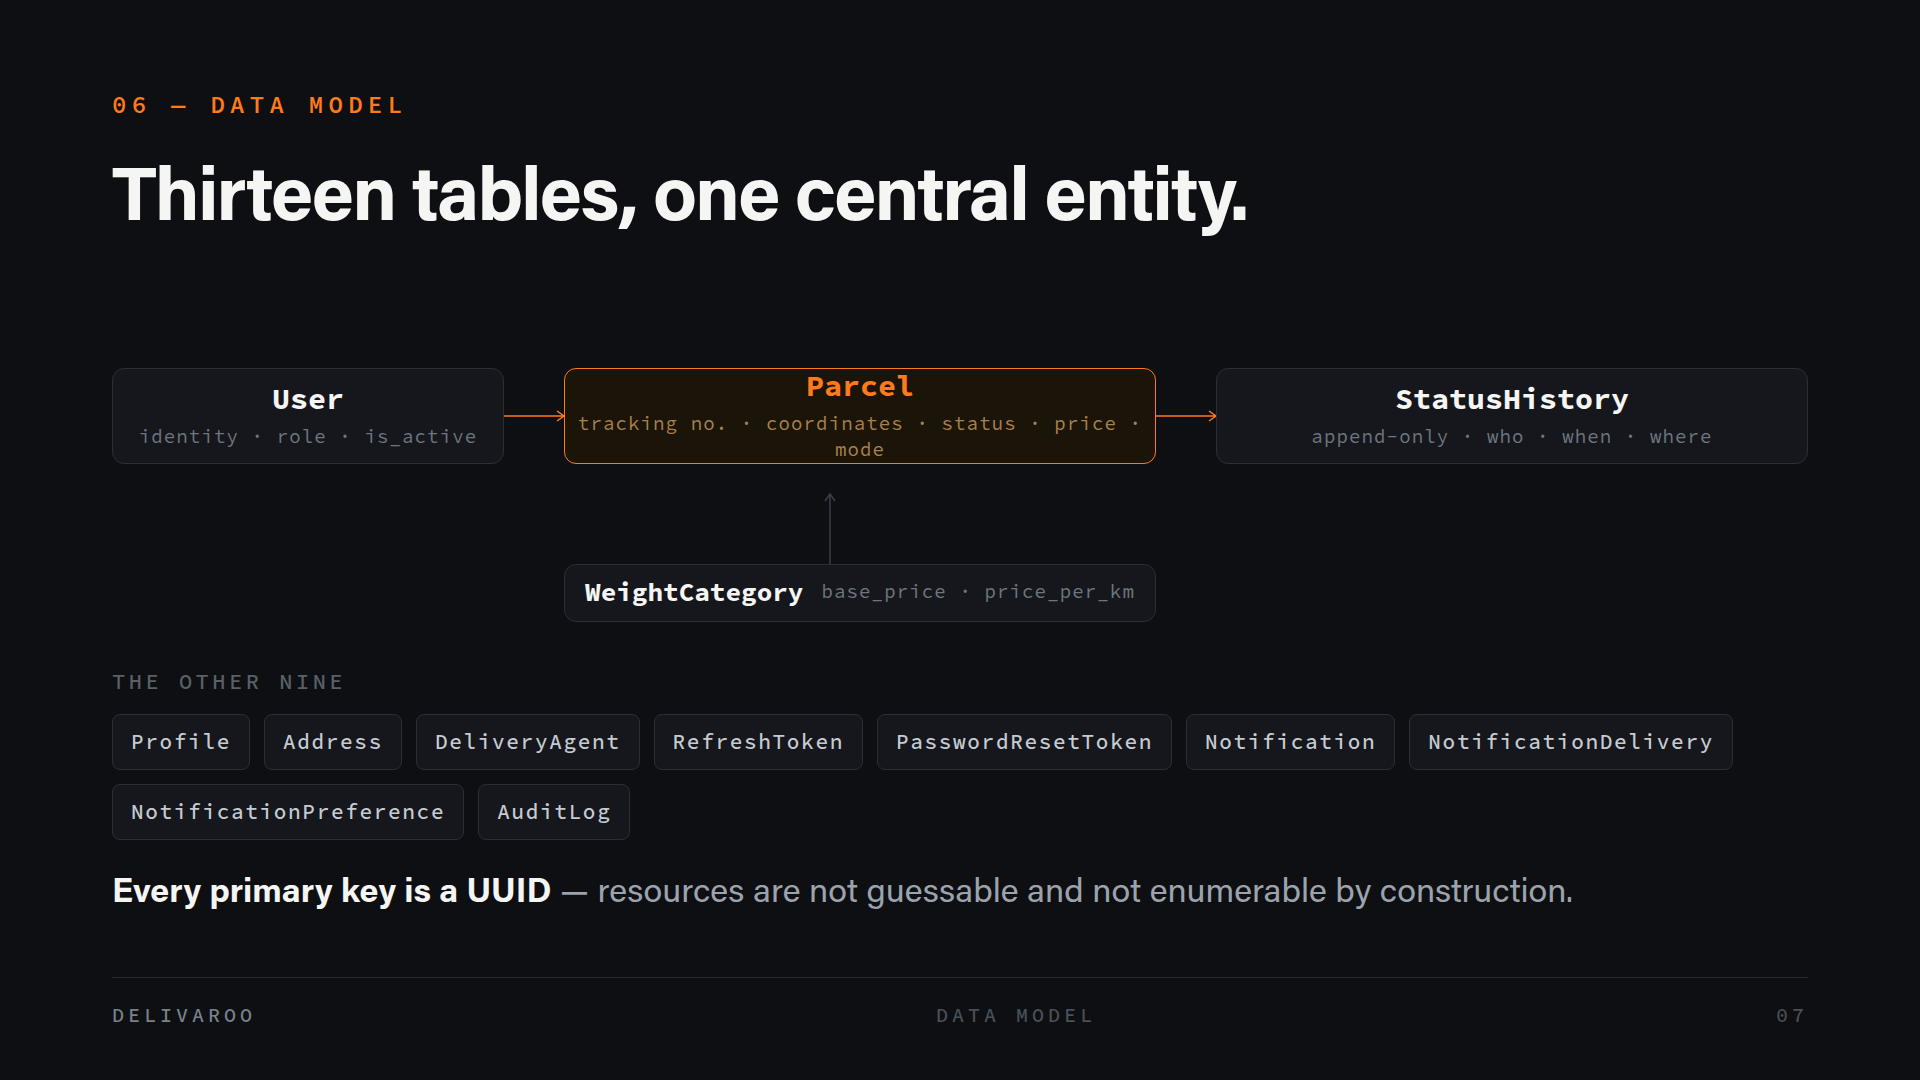 06 — DATA MODEL
Thirteen tables, one central entity.
User
identity · role · is_active
Parcel
tracking no. · coordinates · status · price ·
mode
StatusHistory
append-only · who · when · where
WeightCategory base_price · price_per_km
THE OTHER NINE
Profile Address DeliveryAgent RefreshToken PasswordResetToken Notification NotificationDelivery
NotificationPreference AuditLog
Every primary key is a UUID — resources are not guessable and not enumerable by construction.
DELIVAROO DATA MODEL 07